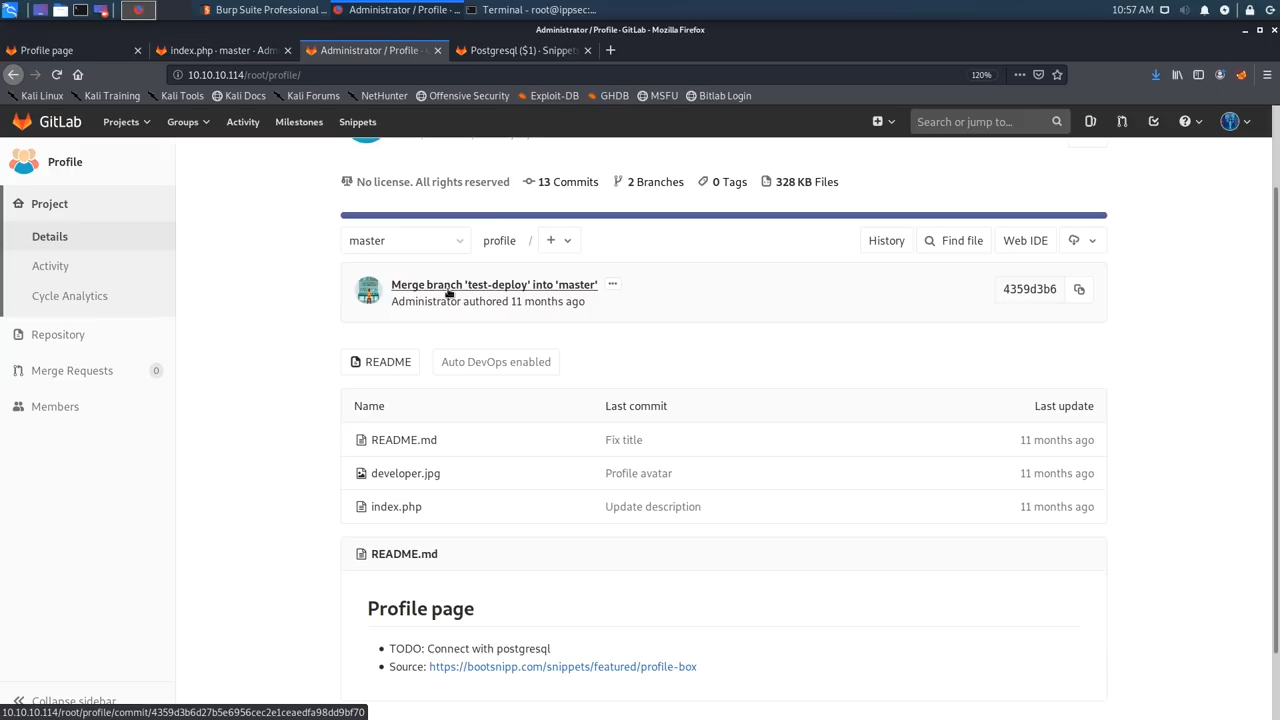 Burp Suite Professional ...
Administrator / Profile · ...
Terminal - root@ippsec:...
10:57 AM
Administrator / Profile · GitLab - Mozilla Firefox
Profile page
index.php · master · Adm
Administrator / Profile ·
Postgresql ($1) · Snippets
10.10.10.114/root/profile/
120%
Kali Linux
Kali Training
Kali Tools
Kali Docs
Kali Forums
NetHunter
Offensive Security
Exploit-DB
GHDB
MSFU
Bitlab Login
GitLab
Projects
Groups
Activity
Milestones
Snippets
Search or jump to...
Profile
Project
Details
Activity
Cycle Analytics
Repository
Merge Requests
0
Members
Collapse sidebar
No license. All rights reserved
13 Commits
2 Branches
0 Tags
328 KB Files
master
profile /
+
History
Find file
Web IDE
Merge branch 'test-deploy' into 'master'
Administrator authored 11 months ago
4359d3b6
README
Auto DevOps enabled
Name
Last commit
Last update
README.md
Fix title
11 months ago
developer.jpg
Profile avatar
11 months ago
index.php
Update description
11 months ago
README.md
Profile page
• TODO: Connect with postgresql
• Source: https://bootsnipp.com/snippets/featured/profile-box
10.10.10.114/root/profile/commit/4359d3b6d27b5e6956cec2e1ceaedfa98dd9bf70